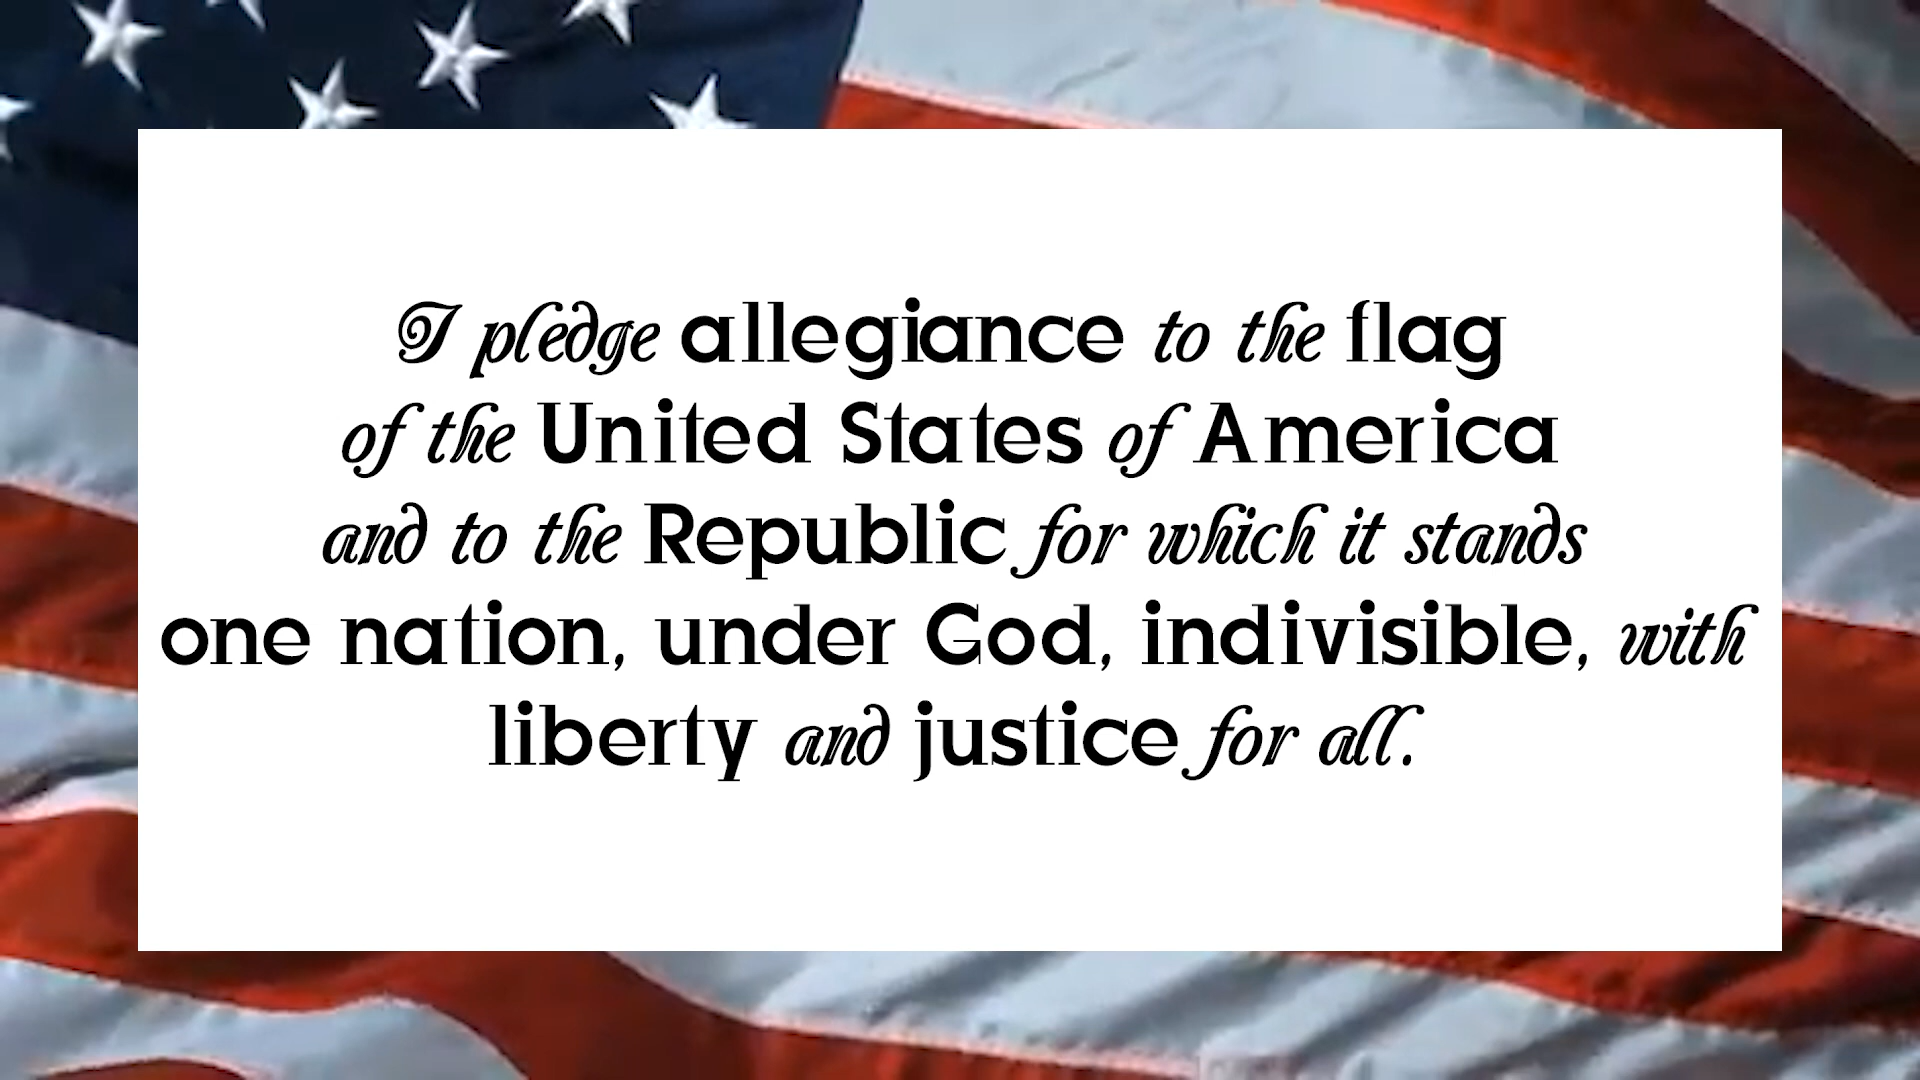 I pledge allegiance to the flag
of the United States of America
and to the Republic for which it stands
one nation, under God, indivisible, with
liberty and justice for all.